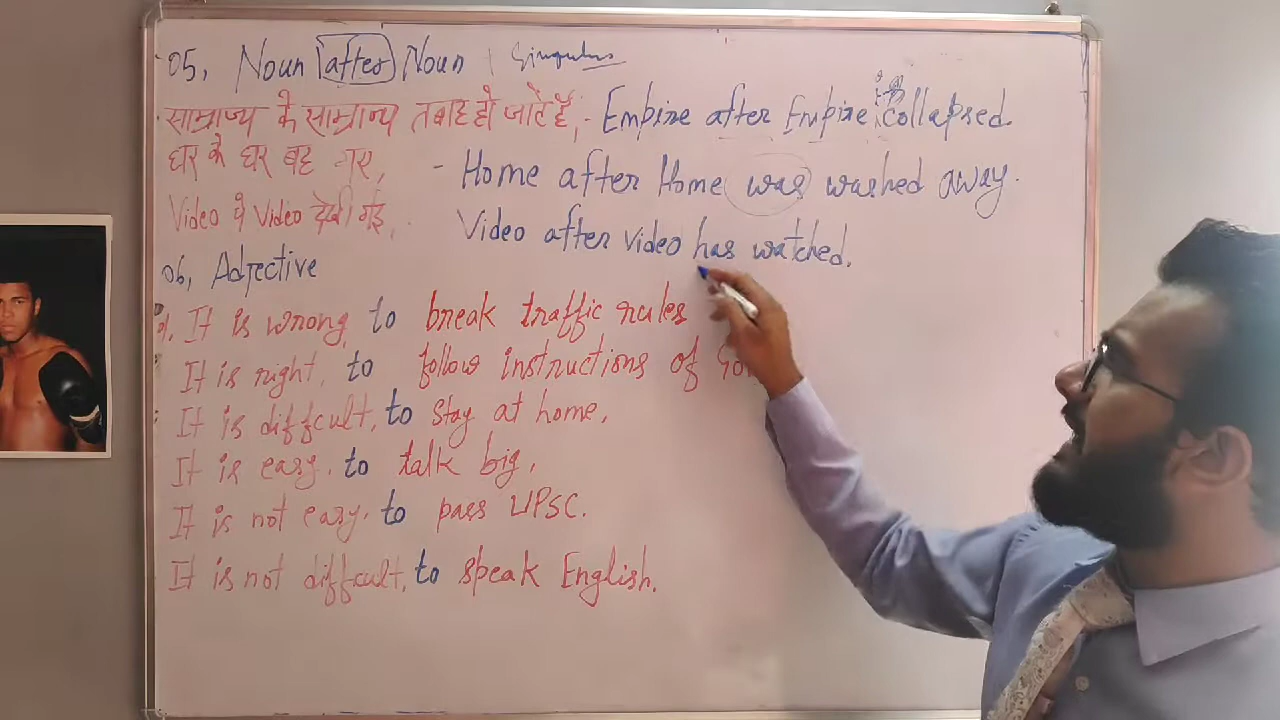 05, Noun after Noun + Singular
साम्राज्य के साम्राज्य तबाह हो जाते हैं,- Empire after Empire collapsed.
घर के घर बह गए, - Home after Home was washed away.
Video पे Video देखी गई, Video after video has watched.
06, Adjective
It is wrong, to break traffic rules
It is right, to follow instructions of
It is difficult, to stay at home,
It is easy, to talk big,
It is not easy, to pass UPSC.
It is not difficult, to speak English.